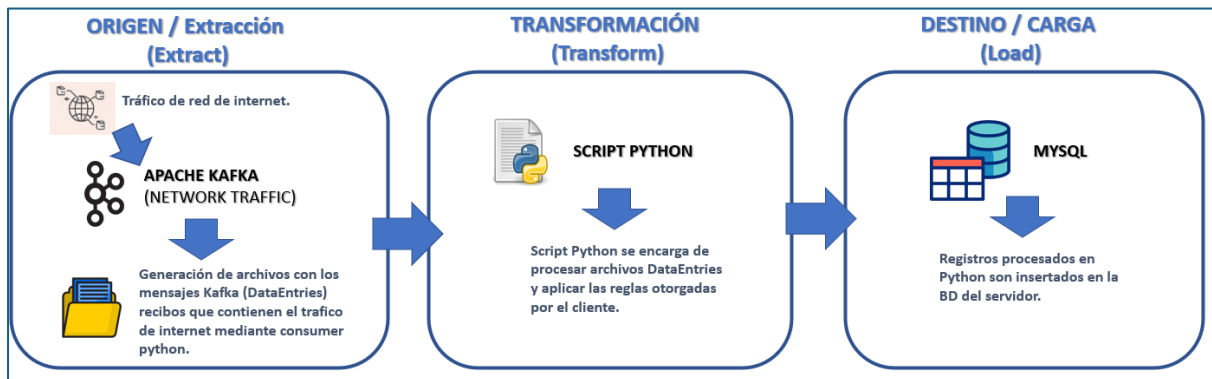 ORIGEN / Extracción
(Extract)
Tráfico de red de internet.
APACHE KAFKA
(NETWORK TRAFFIC)
Generación de archivos con los
mensajes Kafka (DataEntries)
recibos que contienen el trafico
de internet mediante consumer
python.
TRANSFORMACIÓN
(Transform)
SCRIPT PYTHON
Script Python se encarga de
procesar archivos DataEntries
y aplicar las reglas otorgadas
por el cliente.
DESTINO / CARGA
(Load)
MYSQL
Registros procesados en
Python son insertados en la
BD del servidor.